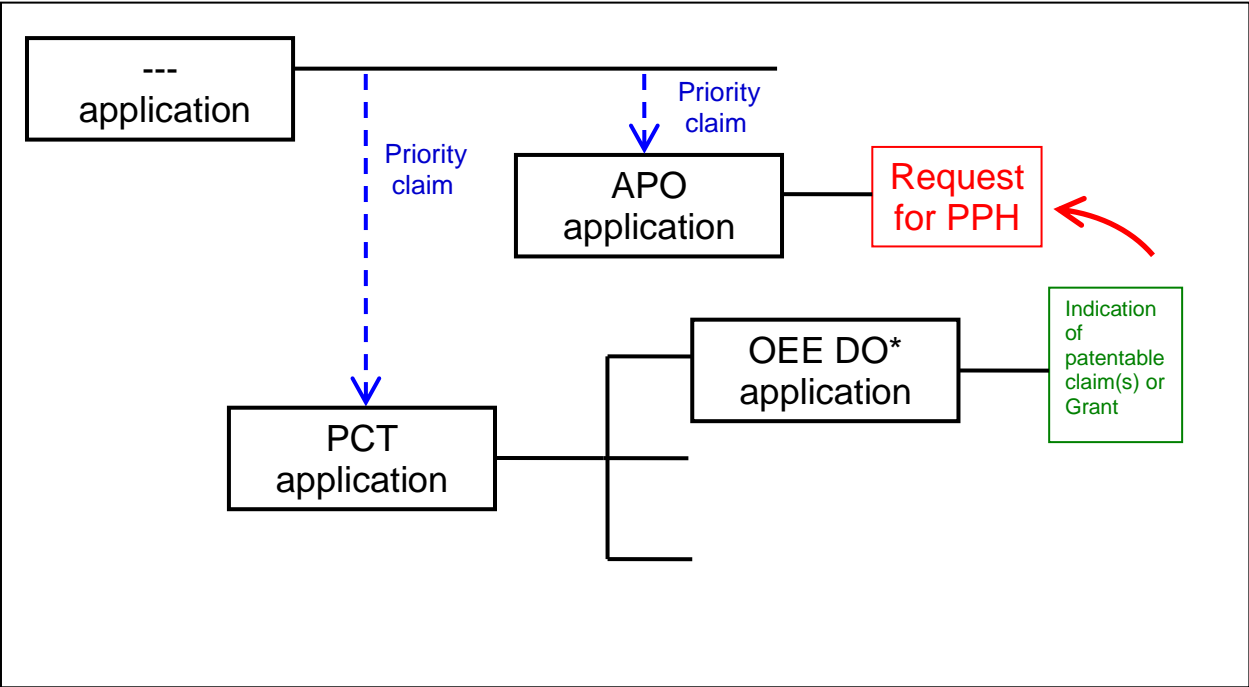 ---
application
Priority
claim
Priority
claim
APO
application
Request
for PPH
Indication
of
patentable
claim(s) or
Grant
OEE DO*
application
PCT
application